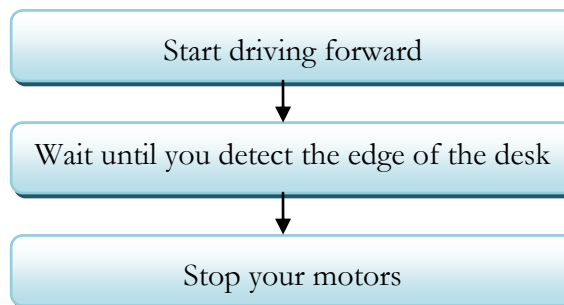 Start driving forward
Wait until you detect the edge of the desk
Stop your motors